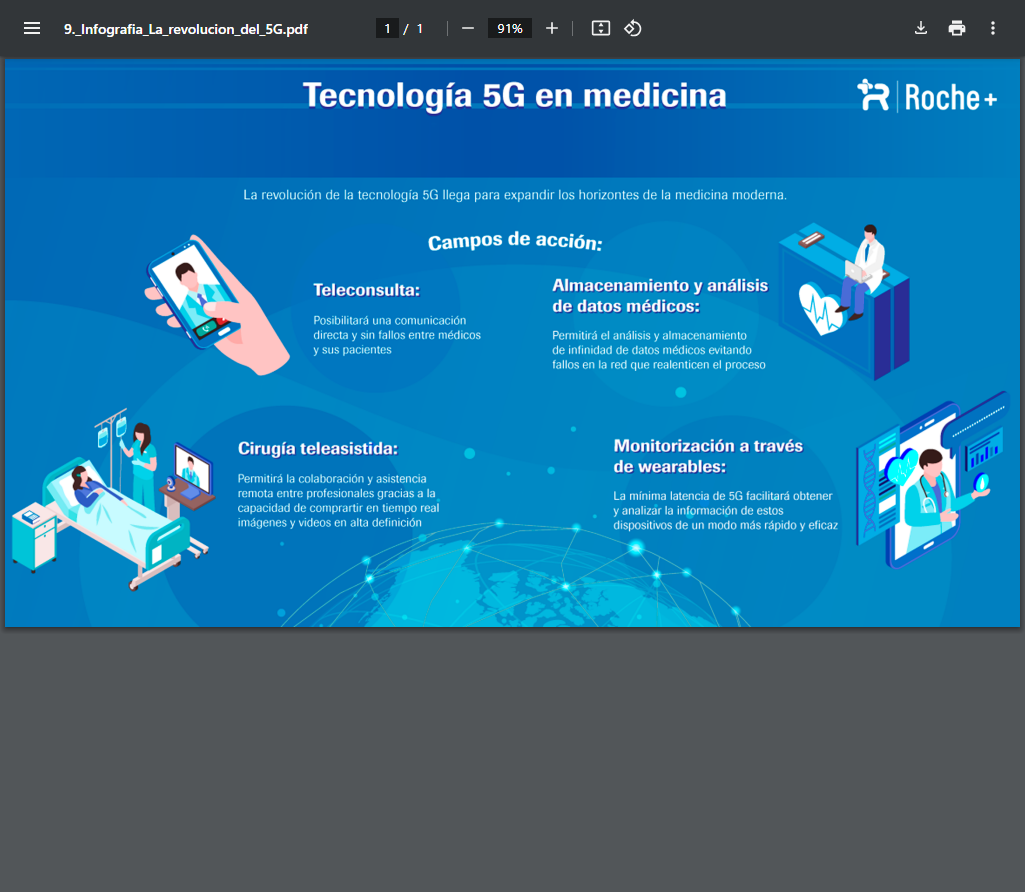 9._Infografia_La_revolucion_del_5G.pdf
1 / 1
91%
Tecnología 5G en medicina
Roche+
La revolución de la tecnología 5G llega para expandir los horizontes de la medicina moderna.
Campos de acción:
Teleconsulta:
Posibilitará una comunicación
directa y sin fallos entre médicos
y sus pacientes
Almacenamiento y análisis
de datos médicos:
Permitirá el análisis y almacenamiento
de infinidad de datos médicos evitando
fallos en la red que realenticen el proceso
Cirugía teleasistida:
Permitirá la colaboración y asistencia
remota entre profesionales gracias a la
capacidad de comprartir en tiempo real
imágenes y videos en alta definición
Monitorización a través
de wearables:
La mínima latencia de 5G facilitará obtener
y analizar la información de estos
dispositivos de un modo más rápido y eficaz